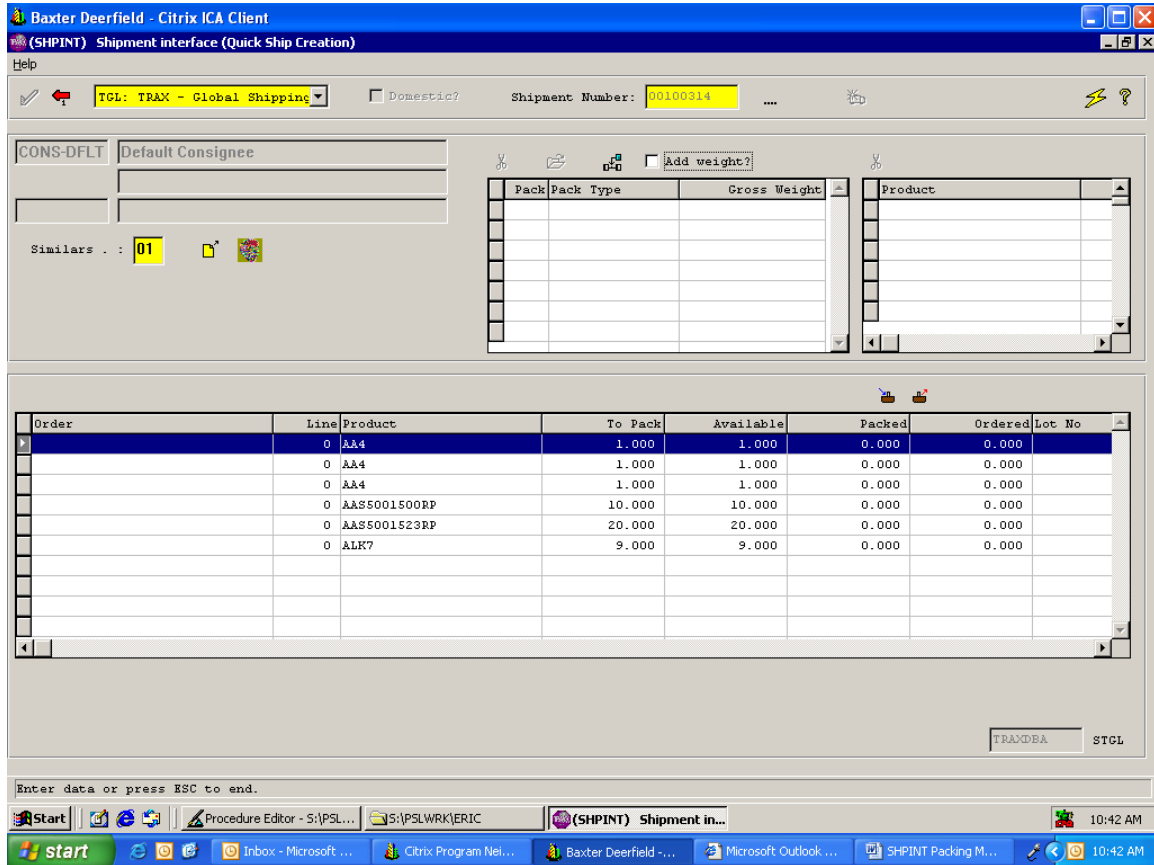 Baxter Deerfield - Citrix ICA Client
(SHPINT) Shipment interface (Quick Ship Creation)
Help
TGL: TRAX - Global Shipping Domestic? Shipment Number: 00100314 ....
CONS-DFLT Default Consignee
Add weight?
Pack Pack Type Gross Weight Product
Similars . : 01
Order Line Product To Pack Available Packed Ordered Lot No
0 AA4 1.000 1.000 0.000 0.000
0 AA4 1.000 1.000 0.000 0.000
0 AA4 1.000 1.000 0.000 0.000
0 AAS5001500RP 10.000 10.000 0.000 0.000
0 AAS5001523RP 20.000 20.000 0.000 0.000
0 ALK7 9.000 9.000 0.000 0.000
TRAXDBA STGL
Enter data or press ESC to end.
Start Procedure Editor - S:\PSL... S:\PSLWRK\ERIC (SHPINT) Shipment in... 10:42 AM
start Inbox - Microsoft ... Citrix Program Nei... Baxter Deerfield -... Microsoft Outlook ... SHPINT Packing M... 10:42 AM